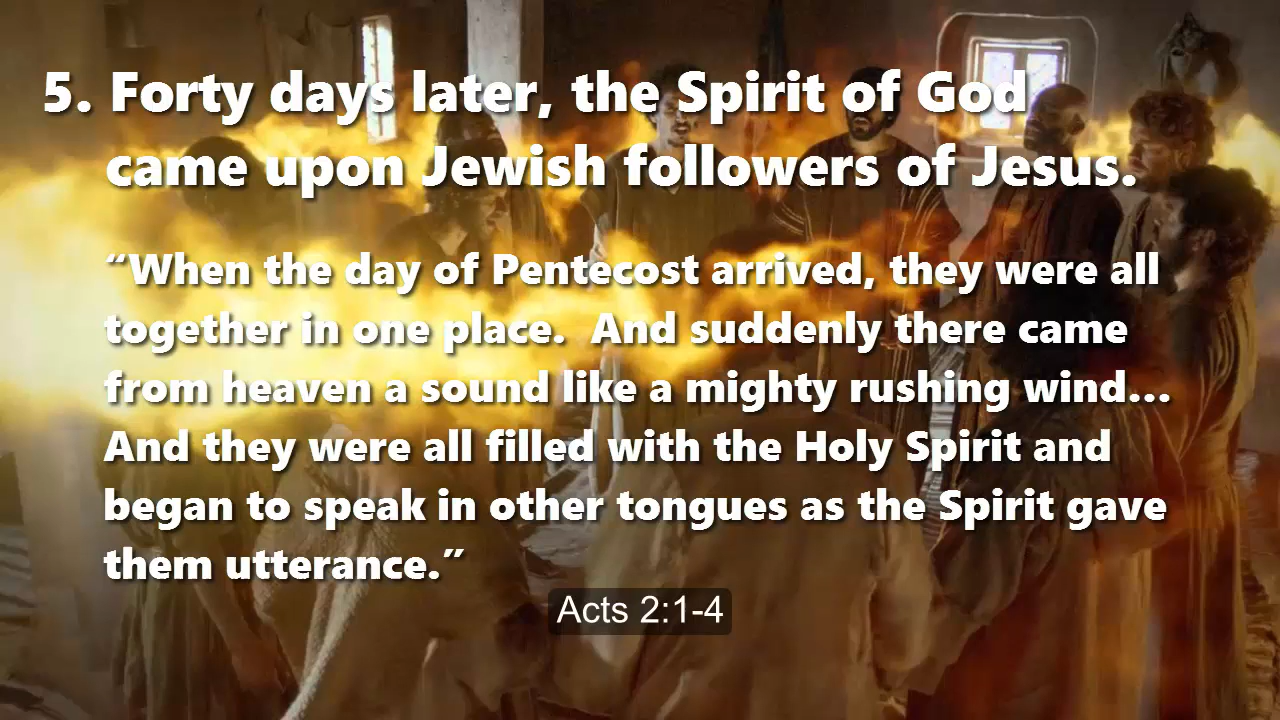 5. Forty days later, the Spirit of God
came upon Jewish followers of Jesus.
“When the day of Pentecost arrived, they were all
together in one place.  And suddenly there came
from heaven a sound like a mighty rushing wind...
And they were all filled with the Holy Spirit and
began to speak in other tongues as the Spirit gave
them utterance.”
Acts 2:1-4